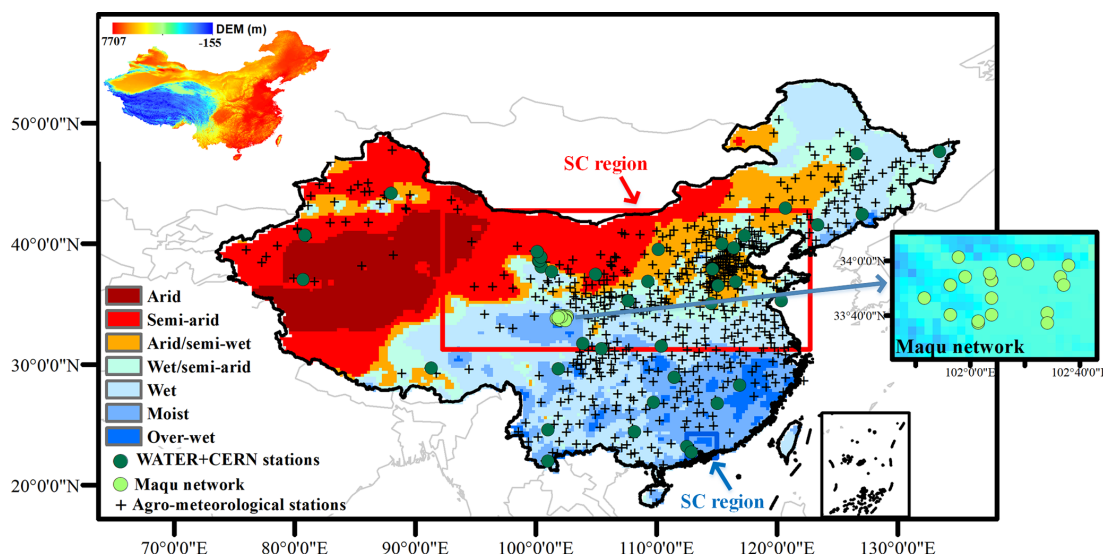 DEM (m)
7707
-155
50°0'0"N
40°0'0"N
30°0'0"N
20°0'0"N
SC region
34°0'0"N
33°40'0"N
Maqu network
102°0'0"E
102°40'0"E
Arid
Semi-arid
Arid/semi-wet
Wet/semi-arid
Wet
Moist
Over-wet
WATER+CERN stations
Maqu network
Agro-meteorological stations
SC region
70°0'0"E
80°0'0"E
90°0'0"E
100°0'0"E
110°0'0"E
120°0'0"E
130°0'0"E